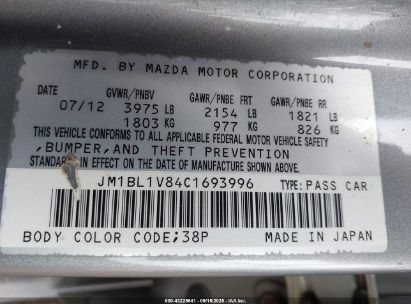 MFD. BY MAZDA MOTOR CORPORATION
DATE GVWR/PNBV GAWR/PNBE FRT GAWR/PNBE RR
07/12 3975 LB 2154 LB 1821 LB
1803 KG 977 KG 826 KG
THIS VEHICLE CONFORMS TO ALL APPLICABLE FEDERAL MOTOR VEHICLE SAFETY
,BUMPER,AND THEFT PREVENTION
STANDARDS IN EFFECT ON THE DATE OF MANUFACTURE SHOWN ABOVE.
JM1BL1V84C1693996 TYPE: PASS CAR
BODY COLOR CODE;38P MADE IN JAPAN